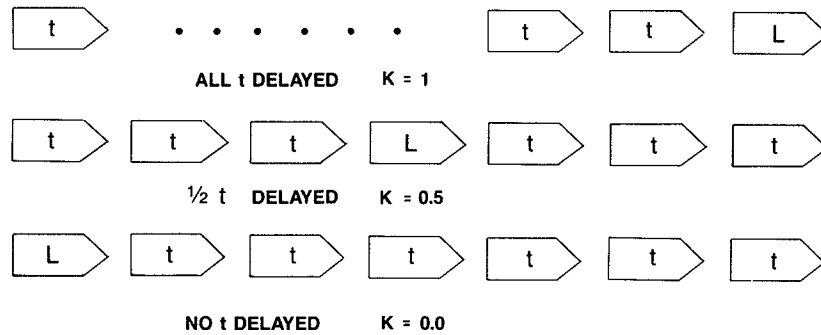 t . . . . . . t t L
ALL t DELAYED K = 1
t t t L t t t
½ t DELAYED K = 0.5
L t t t t t t
NO t DELAYED K = 0.0